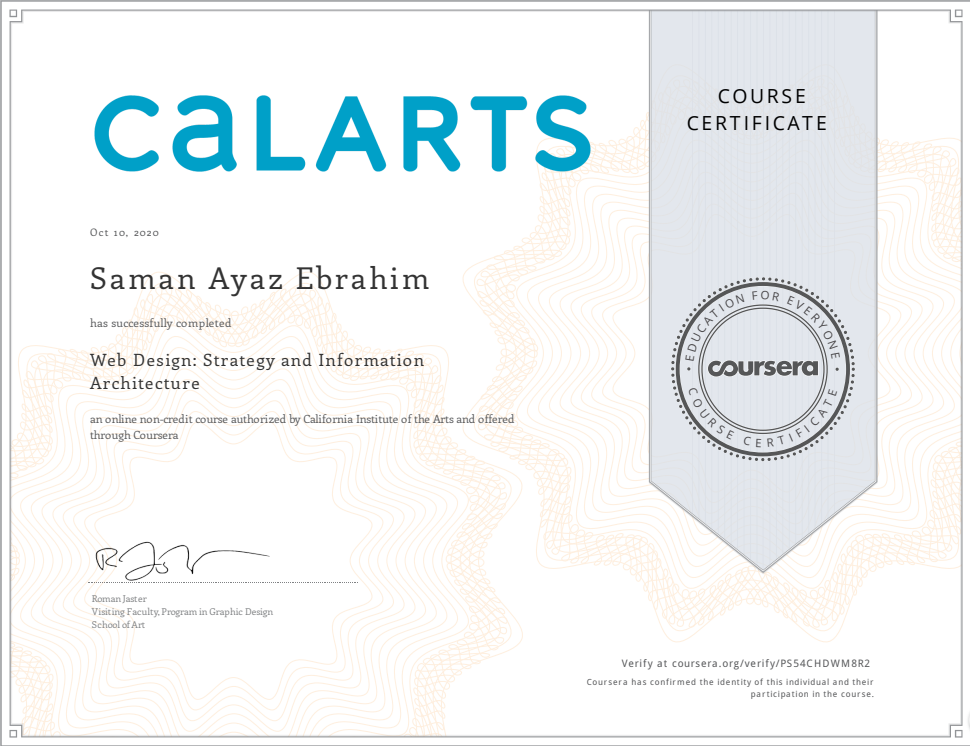 CALARTS
COURSE
CERTIFICATE
Oct 10, 2020
Saman Ayaz Ebrahim
has successfully completed
Web Design: Strategy and Information
Architecture
an online non-credit course authorized by California Institute of the Arts and offered
through Coursera
EDUCATION FOR EVERYONE
coursera
COURSE CERTIFICATE
Roman Jaster
Visiting Faculty, Program in Graphic Design
School of Art
Verify at coursera.org/verify/PS54CHDWM8R2
Coursera has confirmed the identity of this individual and their
participation in the course.